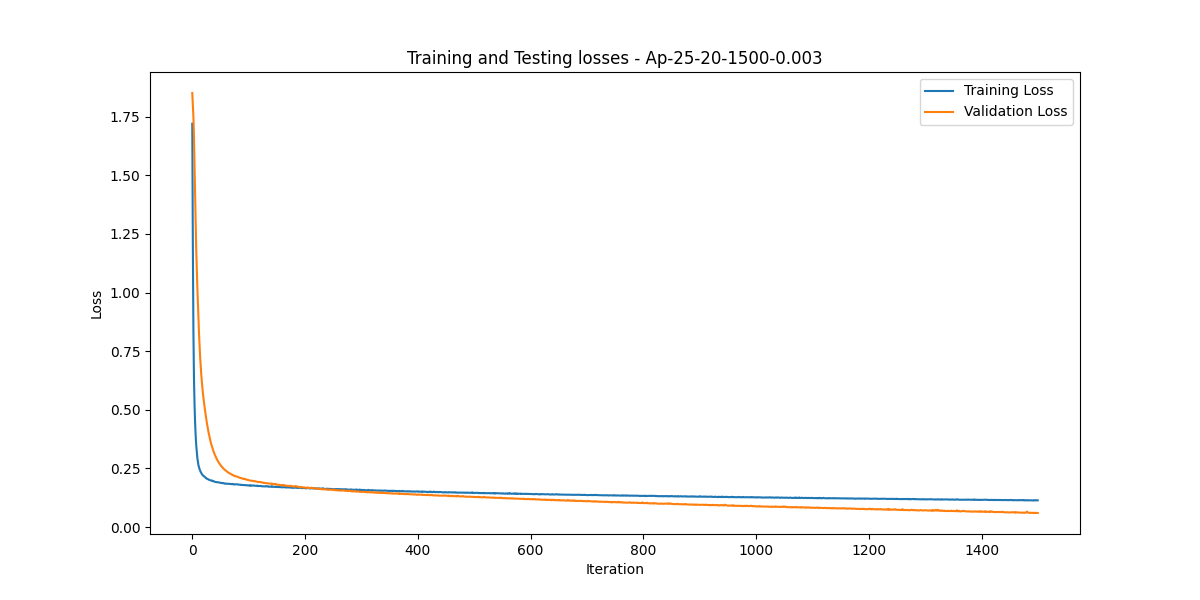 Training and Testing losses - Ap-25-20-1500-0.003
Training Loss
Validation Loss
1.75
1.50
1.25
1.00
0.75
0.50
0.25
0.00
Loss
0 200 400 600 800 1000 1200 1400
Iteration